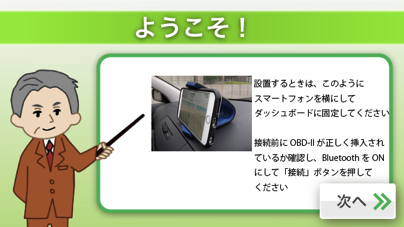 ようこそ！
設置するときは、このように
スマートフォンを横にして
ダッシュボードに固定してください
接続前に OBD-II が正しく挿入され
ているか確認し、Bluetooth を ON
にして「接続」ボタンを押して
ください
次へ